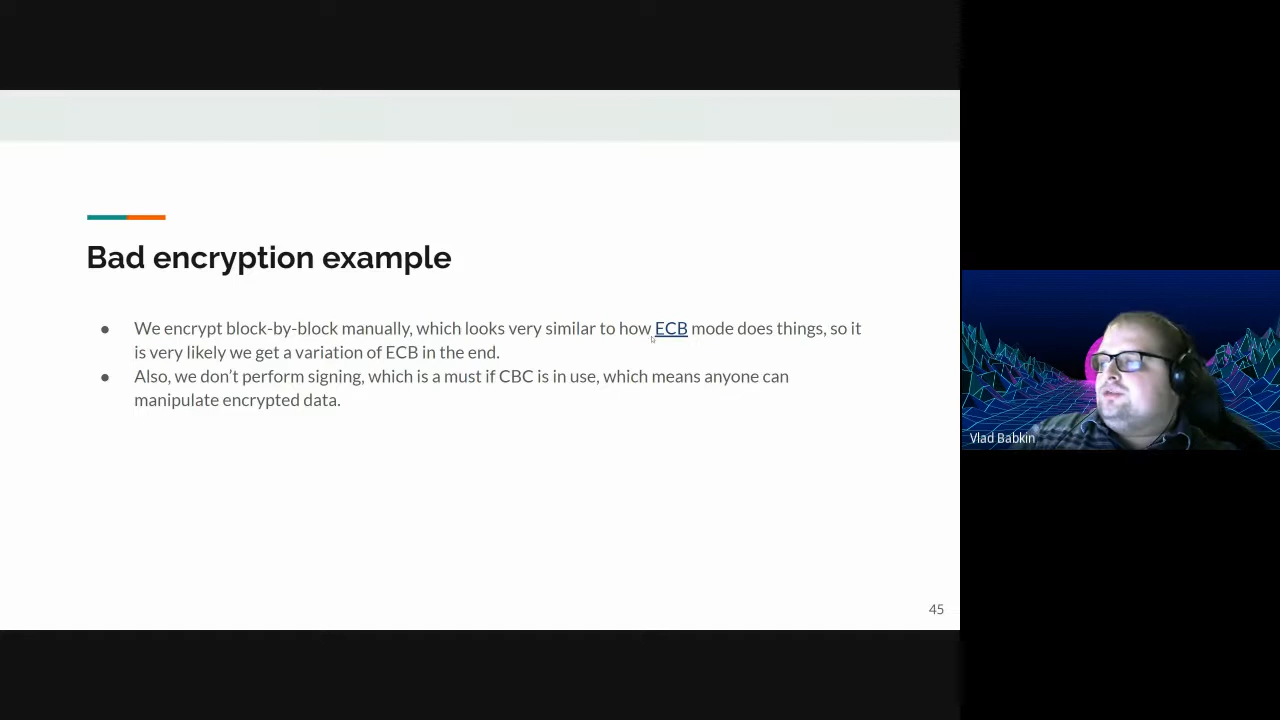 Bad encryption example
● We encrypt block-by-block manually, which looks very similar to how ECB mode does things, so it
is very likely we get a variation of ECB in the end.
● Also, we don’t perform signing, which is a must if CBC is in use, which means anyone can
manipulate encrypted data.
Vlad Babkin
45